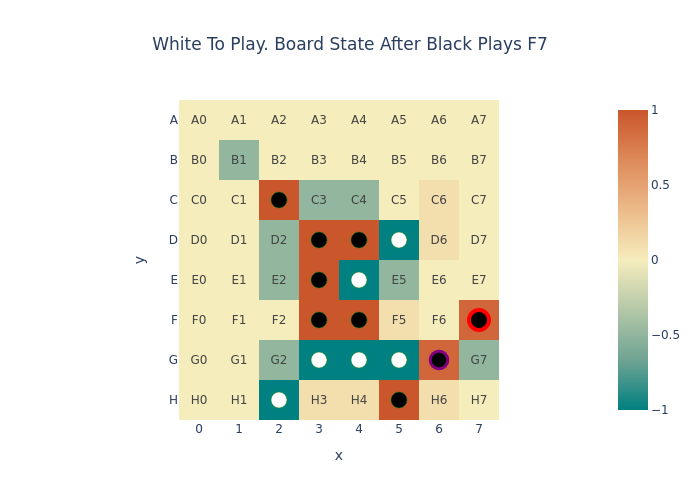 White To Play. Board State After Black Plays F7
A A0 A1 A2 A3 A4 A5 A6 A7
B B0 B1 B2 B3 B4 B5 B6 B7
C C0 C1 C3 C4 C5 C6 C7
D D0 D1 D2 D6 D7
E E0 E1 E2 E5 E6 E7
F F0 F1 F2 F5 F6
G G0 G1 G2 G7
H H0 H1 H3 H4 H6 H7
0 1 2 3 4 5 6 7
x
y
1
0.5
0
−0.5
−1